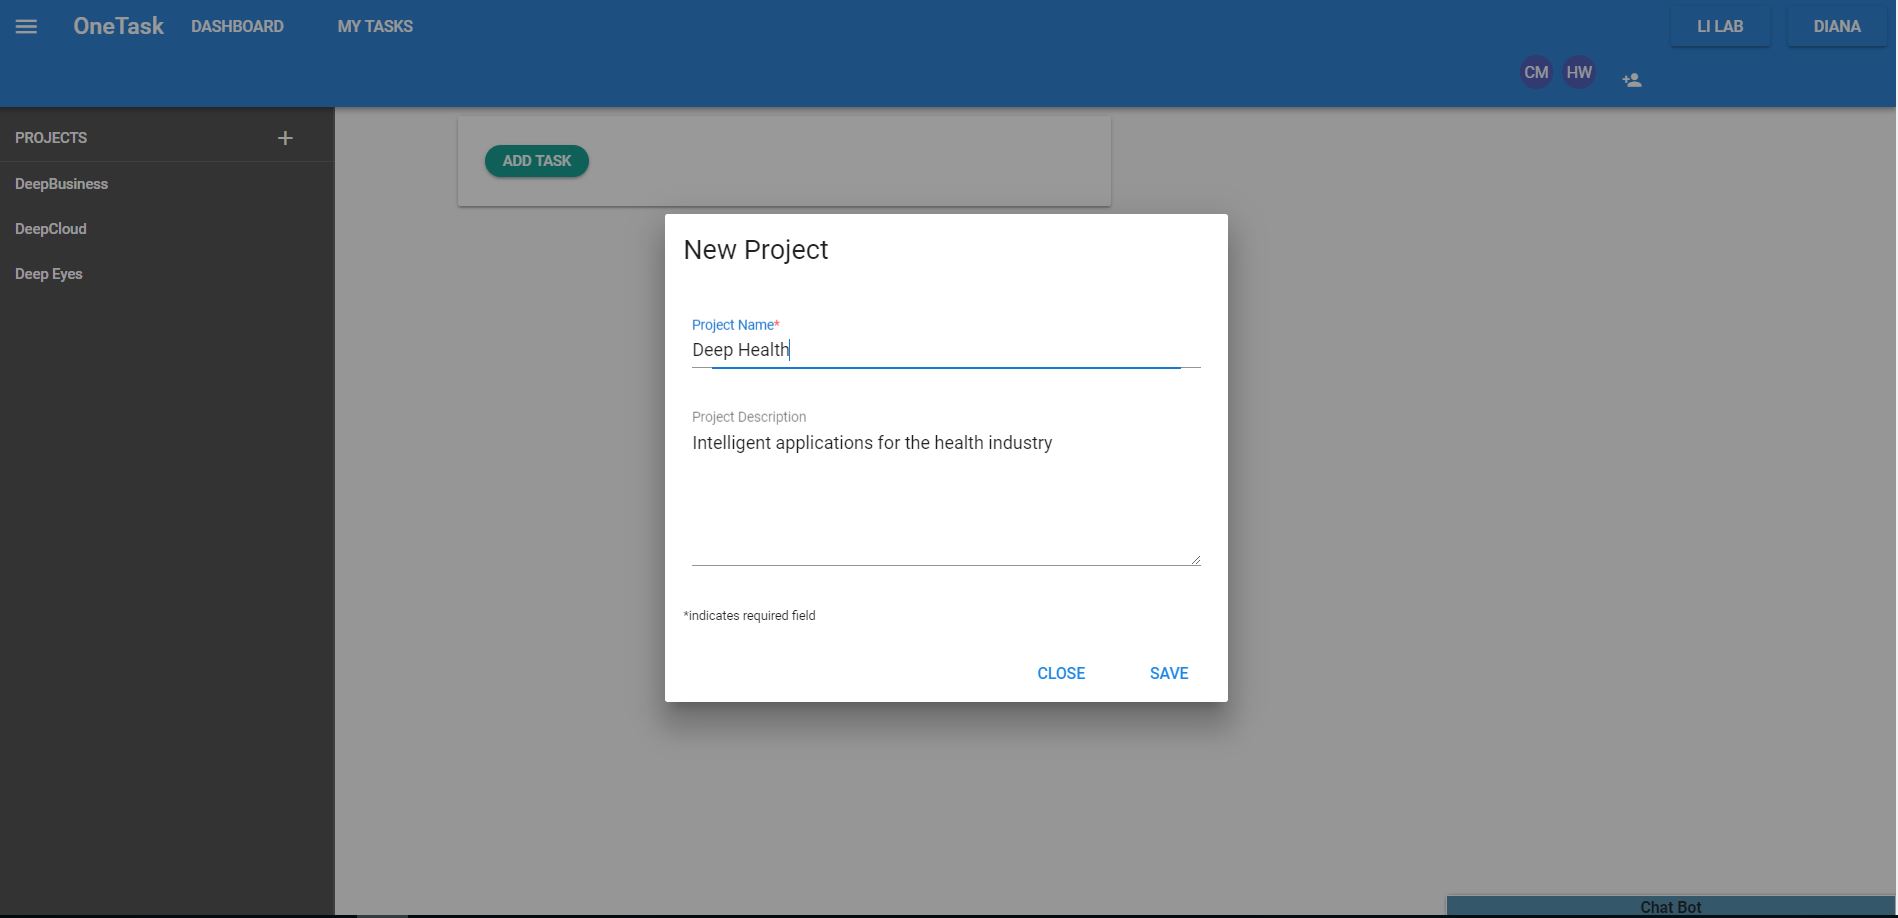 OneTask DASHBOARD MY TASKS LI LAB DIANA
CM HW
PROJECTS
DeepBusiness
DeepCloud
Deep Eyes
ADD TASK
New Project
Project Name*
Deep Health
Project Description
Intelligent applications for the health industry
*indicates required field
CLOSE SAVE
Chat Bot